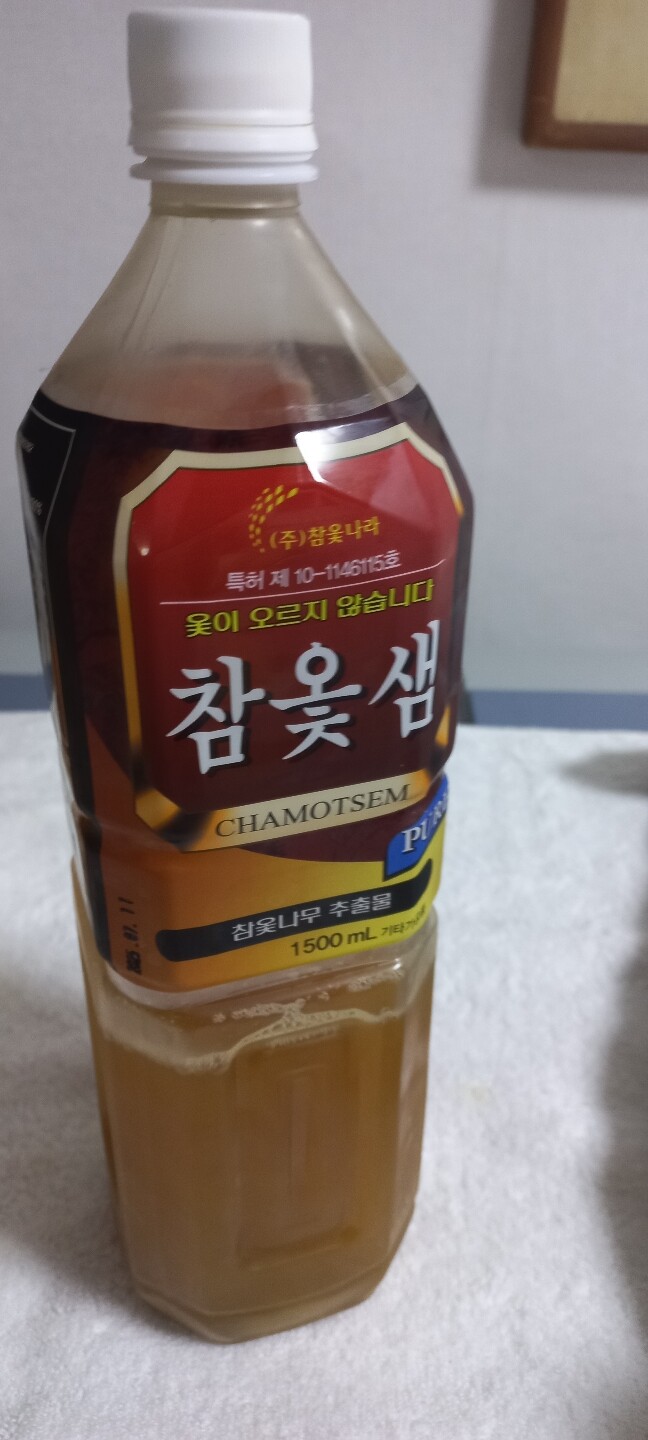 (주)참옻나라
특허 제 10-1146115호
옻이 오르지 않습니다
참옻샘
CHAMOTSEM
참옻나무 추출물
1500 mL